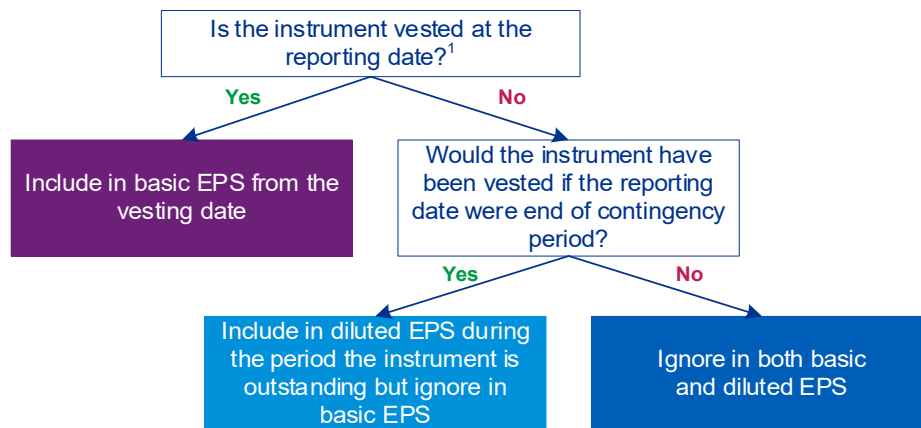 Is the instrument vested at the
reporting date?1
Yes
No
Include in basic EPS from the
vesting date
Would the instrument have
been vested if the reporting
date were end of contingency
period?
Yes
No
Include in diluted EPS during
the period the instrument is
outstanding but ignore in
basic EPS
Ignore in both basic
and diluted EPS